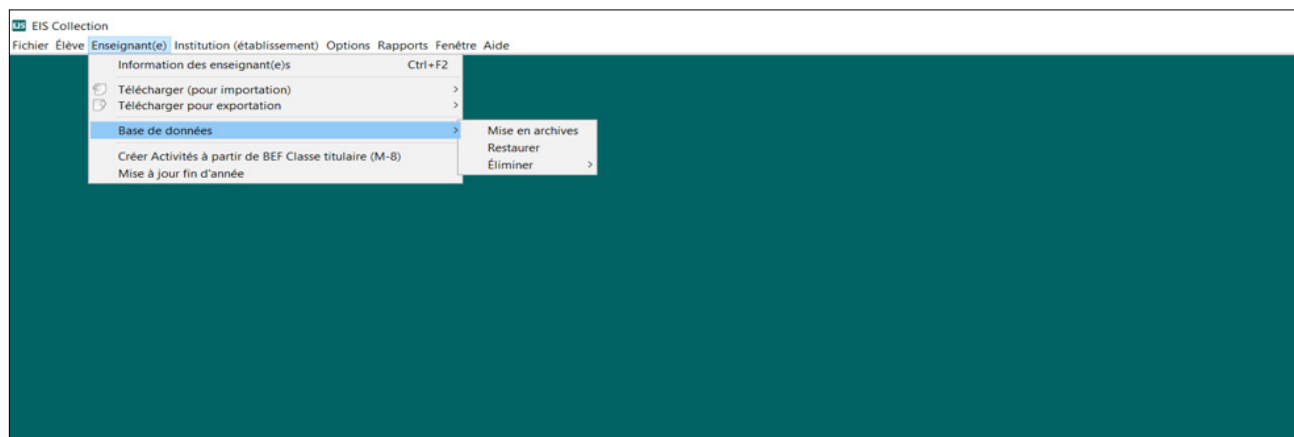 EIS EIS Collection
Fichier Élève Enseignant(e) Institution (établissement) Options Rapports Fenêtre Aide
Information des enseignant(e)s Ctrl+F2
Télécharger (pour importation) >
Télécharger pour exportation >
Base de données >
Créer Activités à partir de BEF Classe titulaire (M-8)
Mise à jour fin d'année
Mise en archives
Restaurer
Éliminer >